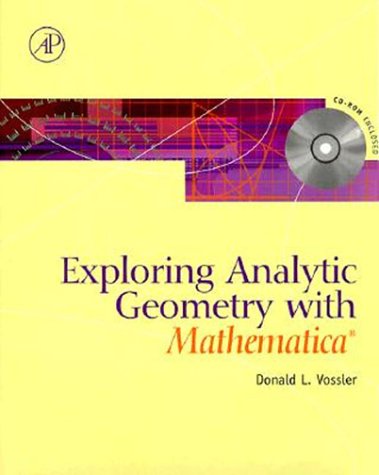 AP
CD-ROM ENCLOSED
Exploring Analytic
Geometry with
Mathematica®
Donald L. Vossler